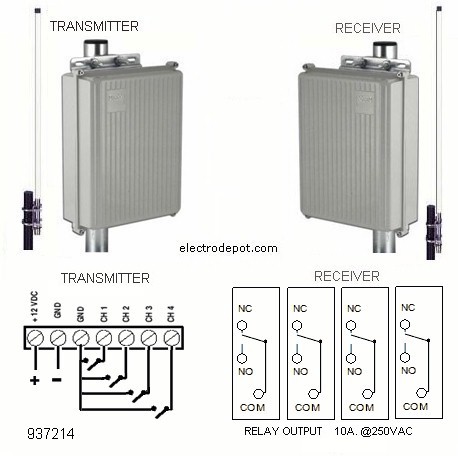 TRANSMITTER
RECEIVER
electrodepot.com
TRANSMITTER
RECEIVER
+ 12 VDC
GND
GND
CH 1
CH 2
CH 3
CH 4
+
−
NC
NO
COM
NC
NO
COM
NC
NO
COM
NC
NO
COM
937214
RELAY OUTPUT 10A. @250VAC